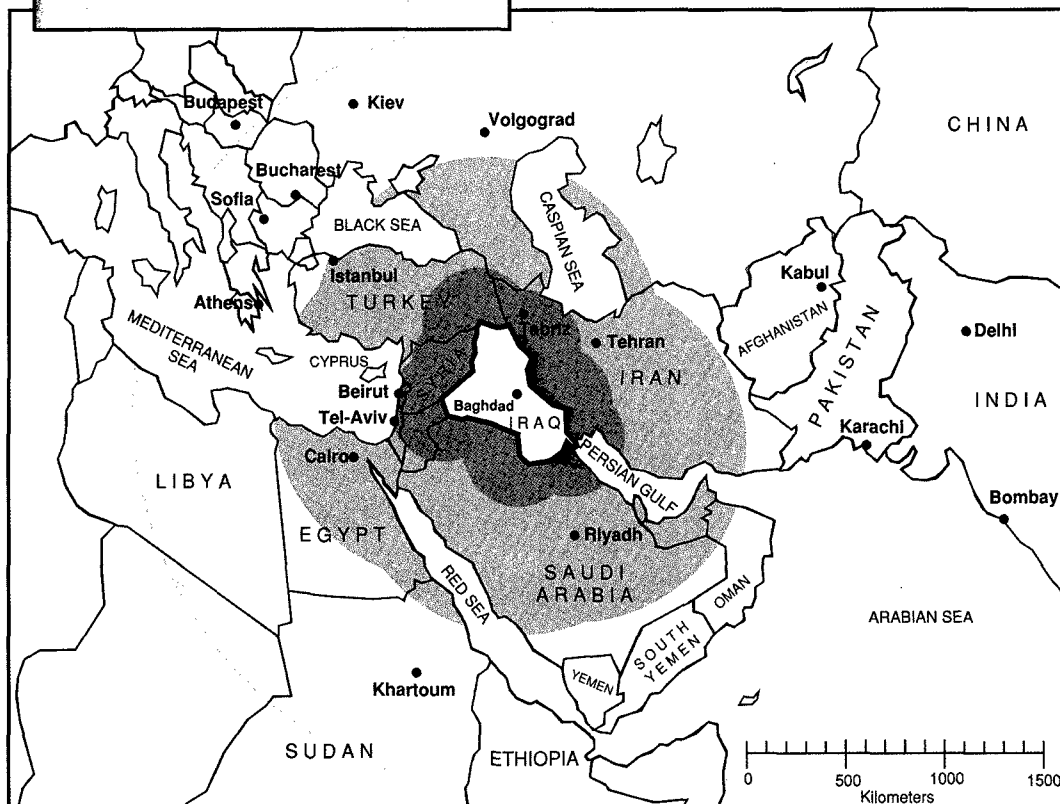 Budapest
Kiev
Volgograd
CHINA
Bucharest
Sofia
BLACK SEA
CASPIAN SEA
Istanbul
TURKEY
Kabul
Athens
Tabriz
Tehran
AFGHANISTAN
Delhi
MEDITERRANEAN
SEA
CYPRUS
SYRIA
IRAN
PAKISTAN
Beirut
Baghdad
IRAQ
INDIA
Tel-Aviv
Karachi
Cairo
PERSIAN GULF
LIBYA
Bombay
EGYPT
Riyadh
RED SEA
SAUDI
ARABIA
OMAN
ARABIAN SEA
SOUTH
YEMEN
YEMEN
Khartoum
SUDAN
ETHIOPIA
0 500 1000 1500
Kilometers